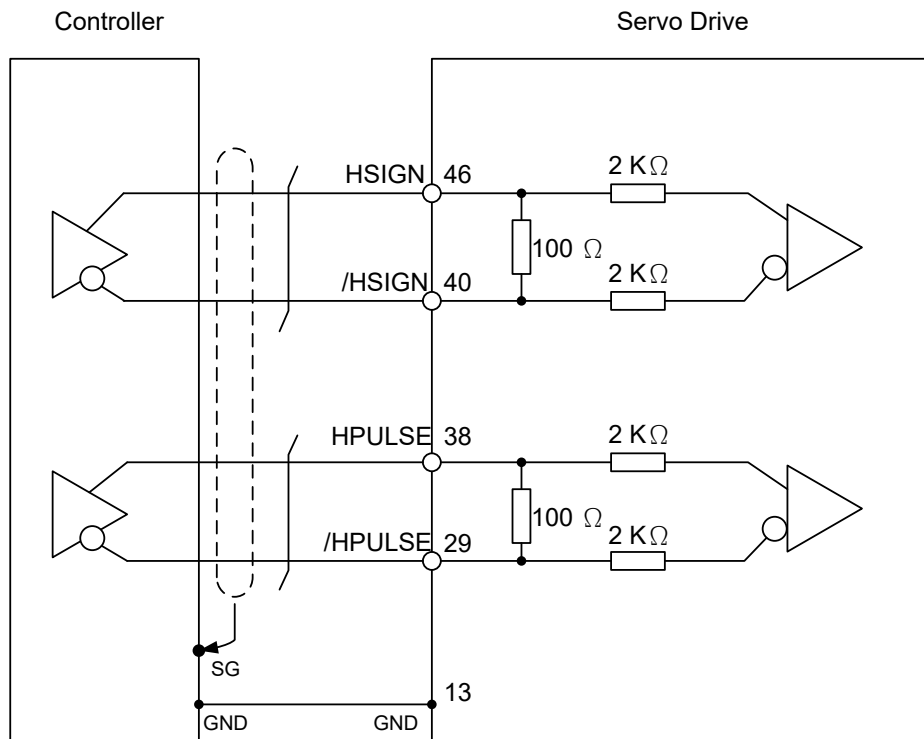 Controller
Servo Drive
HSIGN 46
2 KΩ
100 Ω
/HSIGN 40
2 KΩ
HPULSE 38
2 KΩ
100 Ω
/HPULSE 29
2 KΩ
SG
13
GND
GND